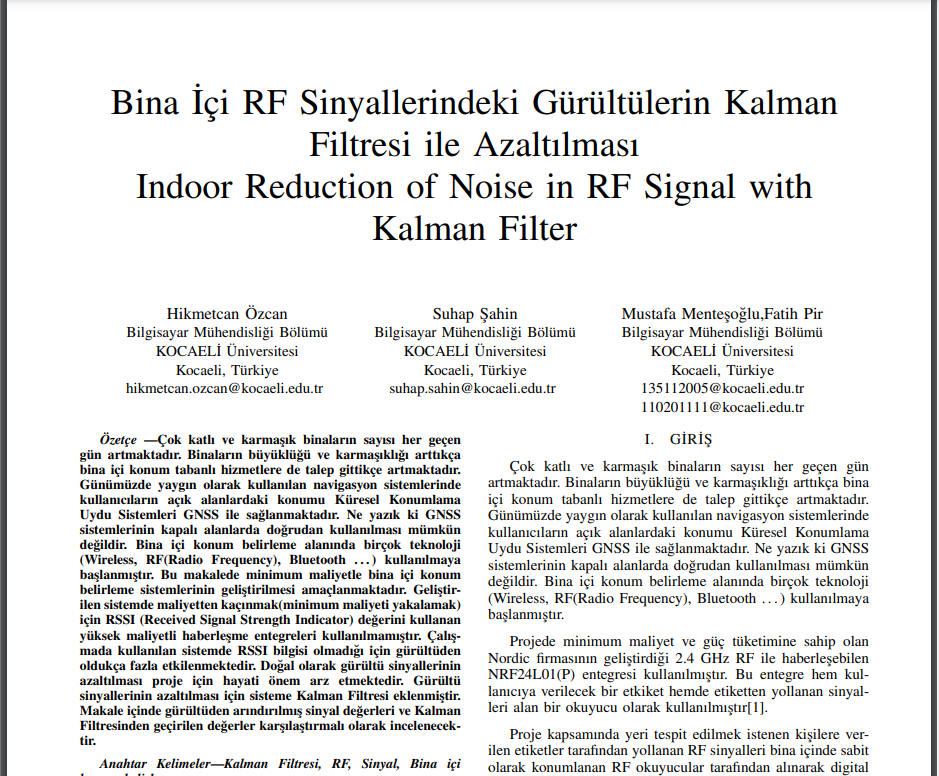 Bina İçi RF Sinyallerindeki Gürültülerin Kalman
Filtresi ile Azaltılması
Indoor Reduction of Noise in RF Signal with
Kalman Filter
Hikmetcan Özcan
Bilgisayar Mühendisliği Bölümü
KOCAELİ Üniversitesi
Kocaeli, Türkiye
hikmetcan.ozcan@kocaeli.edu.tr
Suhap Şahin
Bilgisayar Mühendisliği Bölümü
KOCAELİ Üniversitesi
Kocaeli, Türkiye
suhap.sahin@kocaeli.edu.tr
Mustafa Menteşoğlu,Fatih Pir
Bilgisayar Mühendisliği Bölümü
KOCAELİ Üniversitesi
Kocaeli, Türkiye
135112005@kocaeli.edu.tr
110201111@kocaeli.edu.tr
Özetçe —Çok katlı ve karmaşık binaların sayısı her geçen
gün artmaktadır. Binaların büyüklüğü ve karmaşıklığı arttıkça
bina içi konum tabanlı hizmetlere de talep gittikçe artmaktadır.
Günümüzde yaygın olarak kullanılan navigasyon sistemlerinde
kullanıcıların açık alanlardaki konumu Küresel Konumlama
Uydu Sistemleri GNSS ile sağlanmaktadır. Ne yazık ki GNSS
sistemlerinin kapalı alanlarda doğrudan kullanılması mümkün
değildir. Bina içi konum belirleme alanında birçok teknoloji
(Wireless, RF(Radio Frequency), Bluetooth ...) kullanılmaya
başlanmıştır. Bu makalede minimum maliyetle bina içi konum
belirleme sistemlerinin geliştirilmesi amaçlanmaktadır. Geliştir-
ilen sistemde maliyetten kaçınmak(minimum maliyeti yakalamak)
için RSSI (Received Signal Strength Indicator) değerini kullanan
yüksek maliyetli haberleşme entegreleri kullanılmamıştır. Çalış-
mada kullanılan sistemde RSSI bilgisi olmadığı için gürültüden
oldukça fazla etkilenmektedir. Doğal olarak gürültü sinyallerinin
azaltılması proje için hayati önem arz etmektedir. Gürültü
sinyallerinin azaltılması için sisteme Kalman Filtresi eklenmiştir.
Makale içinde gürültüden arındırılmış sinyal değerleri ve Kalman
Filtresinden geçirilen değerler karşılaştırmalı olarak incelenecek-
tir.
Anahtar Kelimeler—Kalman Filtresi, RF, Sinyal, Bina içi
I. GİRİŞ
Çok katlı ve karmaşık binaların sayısı her geçen gün
artmaktadır. Binaların büyüklüğü ve karmaşıklığı arttıkça bina
içi konum tabanlı hizmetlere de talep gittikçe artmaktadır.
Günümüzde yaygın olarak kullanılan navigasyon sistemlerinde
kullanıcıların açık alanlardaki konumu Küresel Konumlama
Uydu Sistemleri GNSS ile sağlanmaktadır. Ne yazık ki GNSS
sistemlerinin kapalı alanlarda doğrudan kullanılması mümkün
değildir. Bina içi konum belirleme alanında birçok teknoloji
(Wireless, RF(Radio Frequency), Bluetooth ...) kullanılmaya
başlanmıştır.
Projede minimum maliyet ve güç tüketimine sahip olan
Nordic firmasının geliştirdiği 2.4 GHz RF ile haberleşebilen
NRF24L01(P) entegresi kullanılmıştır. Bu entegre hem kul-
lanıcıya verilecek bir etkiket hemde etiketten yollanan sinyal-
leri alan bir okuyucu olarak kullanılmıştur[1].
Proje kapsamında yeri tespit edilmek istenen kişilere ver-
ilen etiketler tarafından yollanan RF sinyalleri bina içinde sabit
olarak konumlanan RF okuyucular tarafından alınarak digital